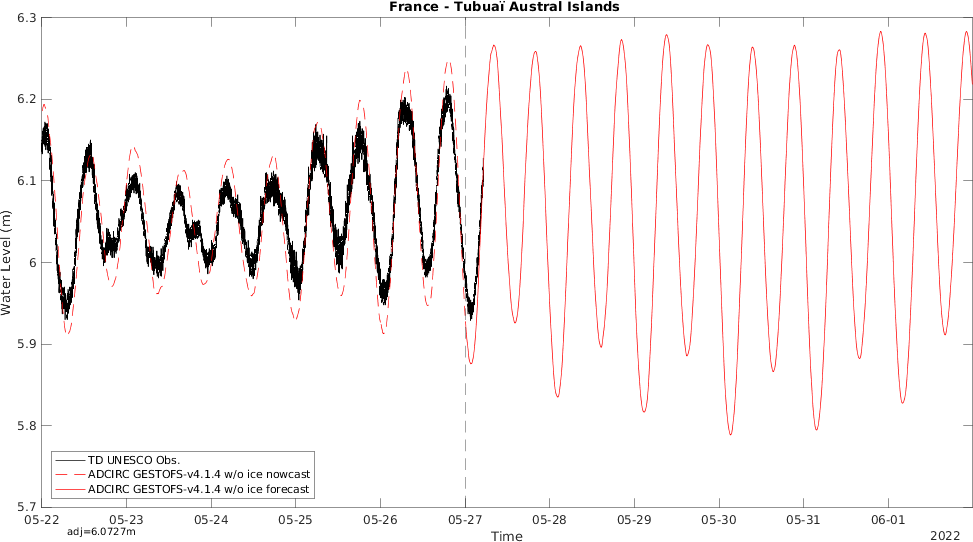 France - Tubuaï Austral Islands
6.3
6.2
6.1
6
5.9
5.8
5.7
Water Level (m)
TD UNESCO Obs.
ADCIRC GESTOFS-v4.1.4 w/o ice nowcast
ADCIRC GESTOFS-v4.1.4 w/o ice forecast
05-22 05-23 05-24 05-25 05-26 05-27 05-28 05-29 05-30 05-31 06-01
adj=6.0727m
Time
2022